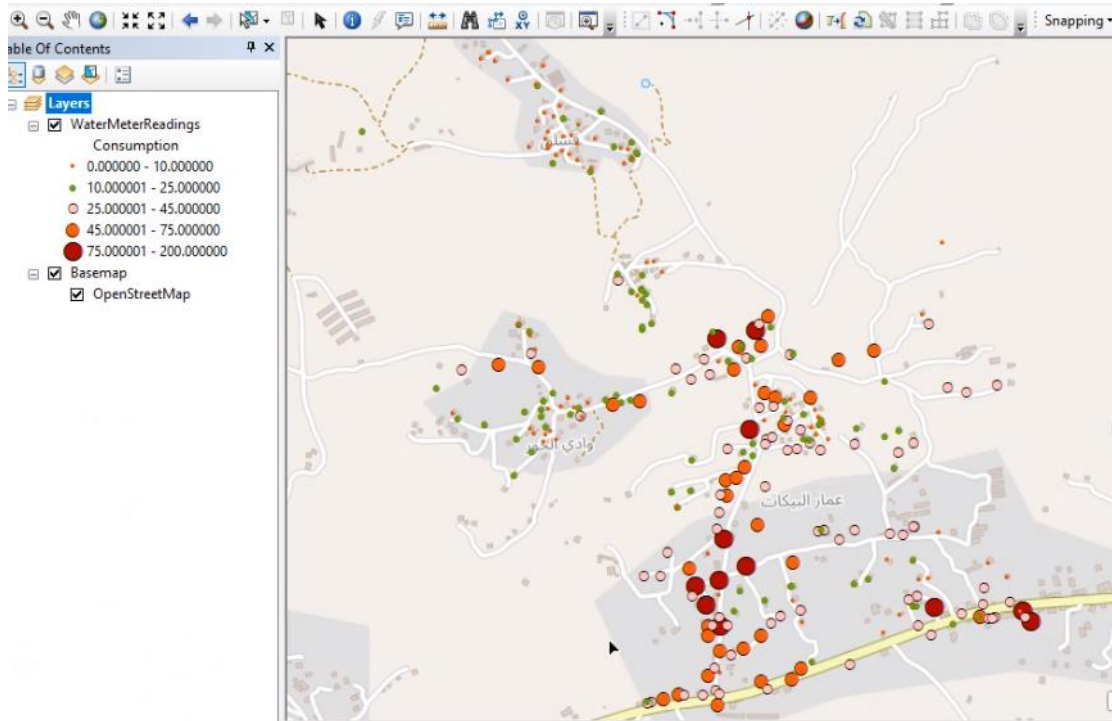 Snapping
able Of Contents
Layers
WaterMeterReadings
Consumption
0.000000 - 10.000000
10.000001 - 25.000000
25.000001 - 45.000000
45.000001 - 75.000000
75.000001 - 200.000000
Basemap
OpenStreetMap
وادي
عمار البيكات